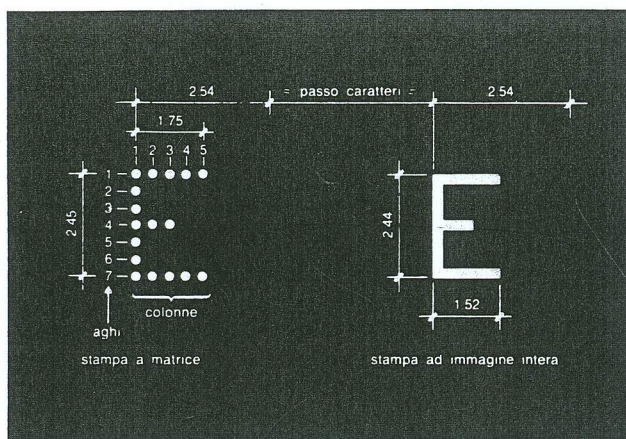 2.54 = passo caratteri = 2.54
1.75
1 2 3 4 5
1
2
3
4
5
6
7
2.45
2.44
colonne
1.52
aghi
stampa a matrice
stampa ad immagine intera